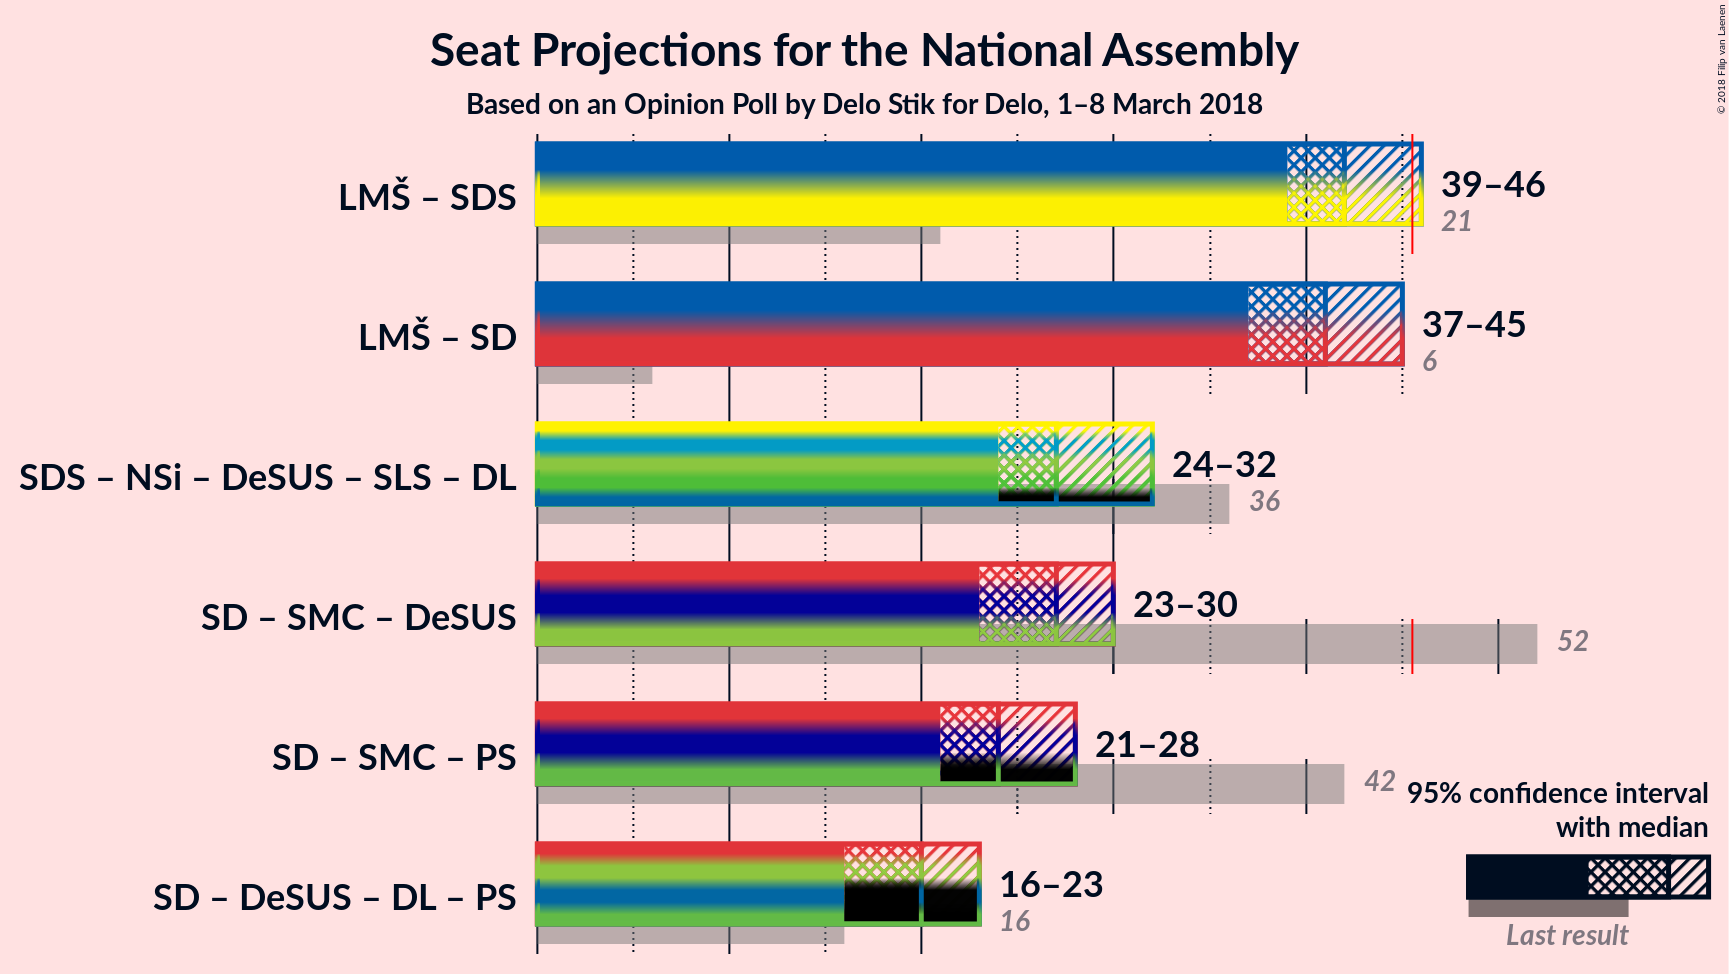 Seat Projections for the National Assembly
Based on an Opinion Poll by Delo Stik for Delo, 1–8 March 2018
© 2018 Filip van Laenen
LMŠ – SDS
39–46
21
LMŠ – SD
37–45
6
SDS – NSi – DeSUS – SLS – DL
24–32
36
SD – SMC – DeSUS
23–30
52
SD – SMC – PS
21–28
42
SD – DeSUS – DL – PS
16–23
16
95% confidence interval
with median
Last result